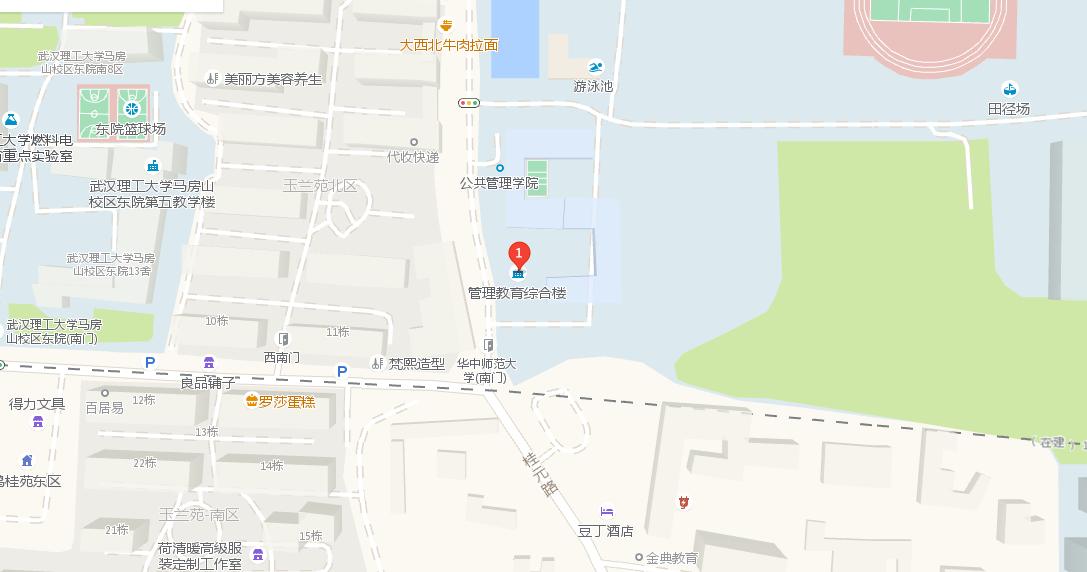 大西北牛肉拉面
武汉理工大学马房
山校区东院南8区
美丽方美容养生
游泳池
田径场
东院篮球场
大学燃料电
重点实验室
代收快递
武汉理工大学马房山
校区东院第五教学楼
玉兰苑北区
公共管理学院
武汉理工大学马房
山校区东院13舍
1
管理教育综合楼
10栋
11栋
武汉理工大学马房
山校区东院(南门)
西南门
P
P
良品铺子
梵熙造型
华中师范大
学(南门)
得力文具
百居易
12栋
罗莎蛋糕
13栋
(在建
22栋
14栋
桂元路
桂苑东区
玉兰苑-南区
21栋
15栋
豆丁酒店
荷清暖高级服
装定制工作室
金典教育